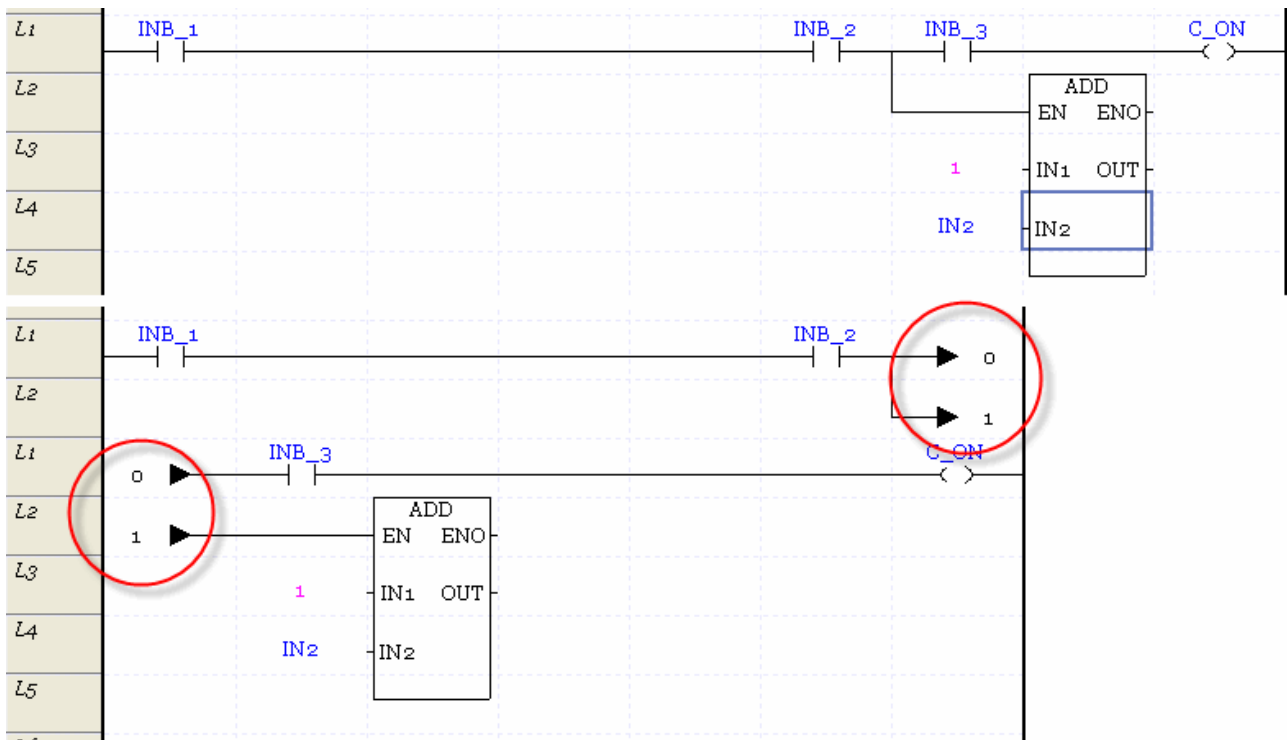 L1 INB_1 INB_2 INB_3 C_ON
L2 ADD
EN ENO
L3 1 IN1 OUT
L4 IN2 IN2
L5
L1 INB_1 INB_2 0
L2 1
L1 0 INB_3 C_ON
L2 1 ADD
EN ENO
L3 1 IN1 OUT
L4 IN2 IN2
L5